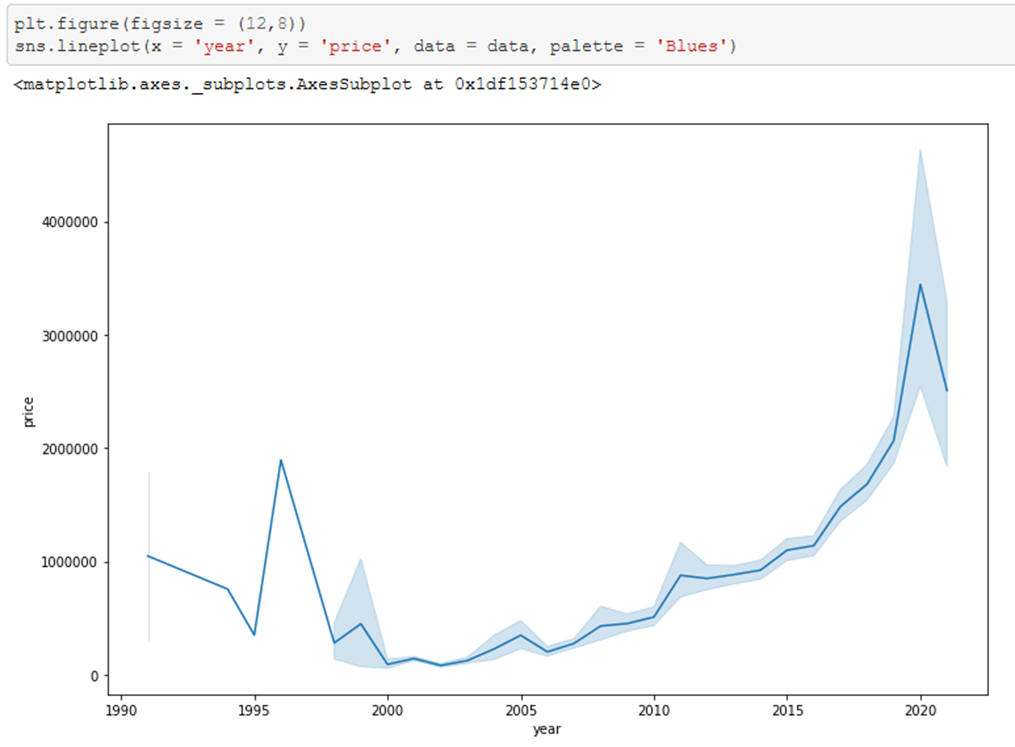 plt.figure(figsize = (12,8))
sns.lineplot(x = 'year', y = 'price', data = data, palette = 'Blues')
<matplotlib.axes._subplots.AxesSubplot at 0x1df153714e0>
4000000
3000000
2000000
1000000
0
price
1990 1995 2000 2005 2010 2015 2020
year